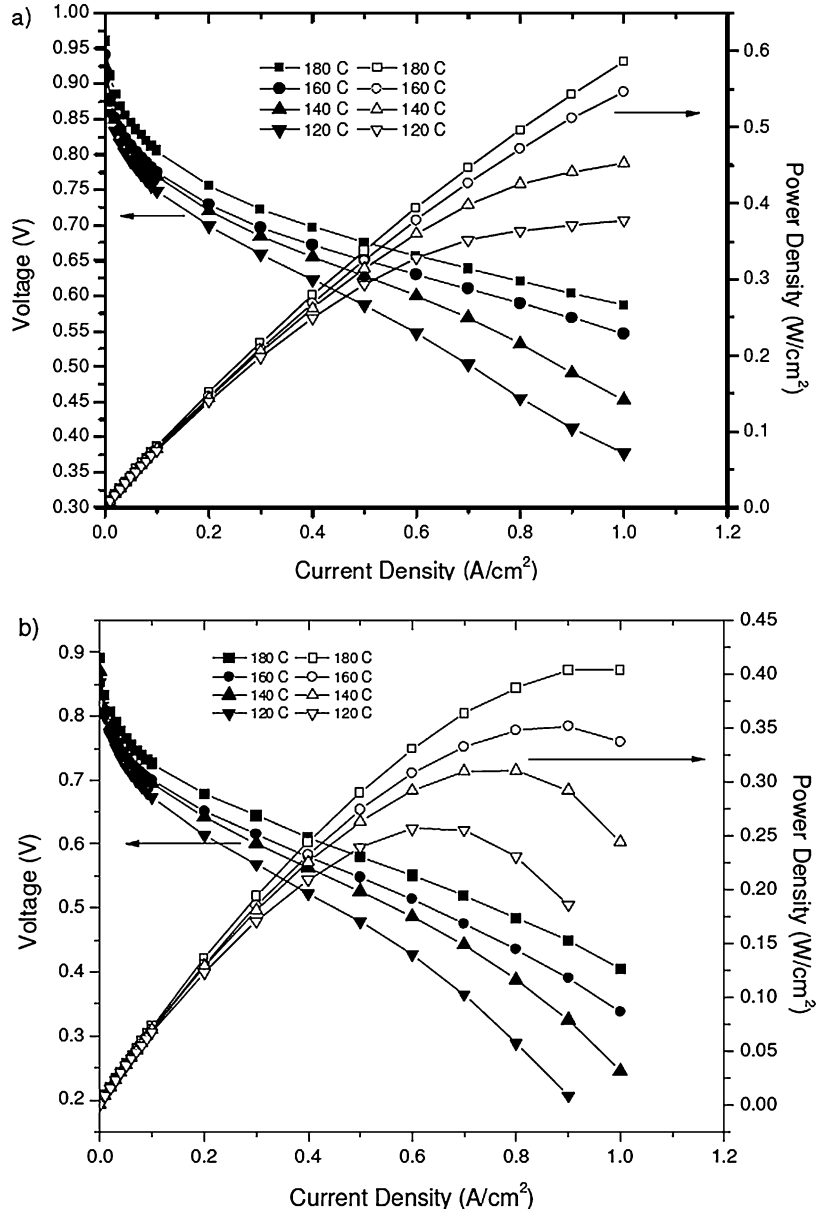 a)
1.00
0.95
0.90
0.85
0.80
0.75
0.70
0.65
0.60
0.55
0.50
0.45
0.40
0.35
0.30
Voltage (V)
180 C 180 C
160 C 160 C
140 C 140 C
120 C 120 C
0.6
0.5
0.4
0.3
0.2
0.1
0.0
Power Density (W/cm²)
0.0 0.2 0.4 0.6 0.8 1.0 1.2
Current Density (A/cm²)
b)
0.9
0.8
0.7
0.6
0.5
0.4
0.3
0.2
Voltage (V)
180 C 180 C
160 C 160 C
140 C 140 C
120 C 120 C
0.45
0.40
0.35
0.30
0.25
0.20
0.15
0.10
0.05
0.00
Power Density (W/cm²)
0.0 0.2 0.4 0.6 0.8 1.0 1.2
Current Density (A/cm²)